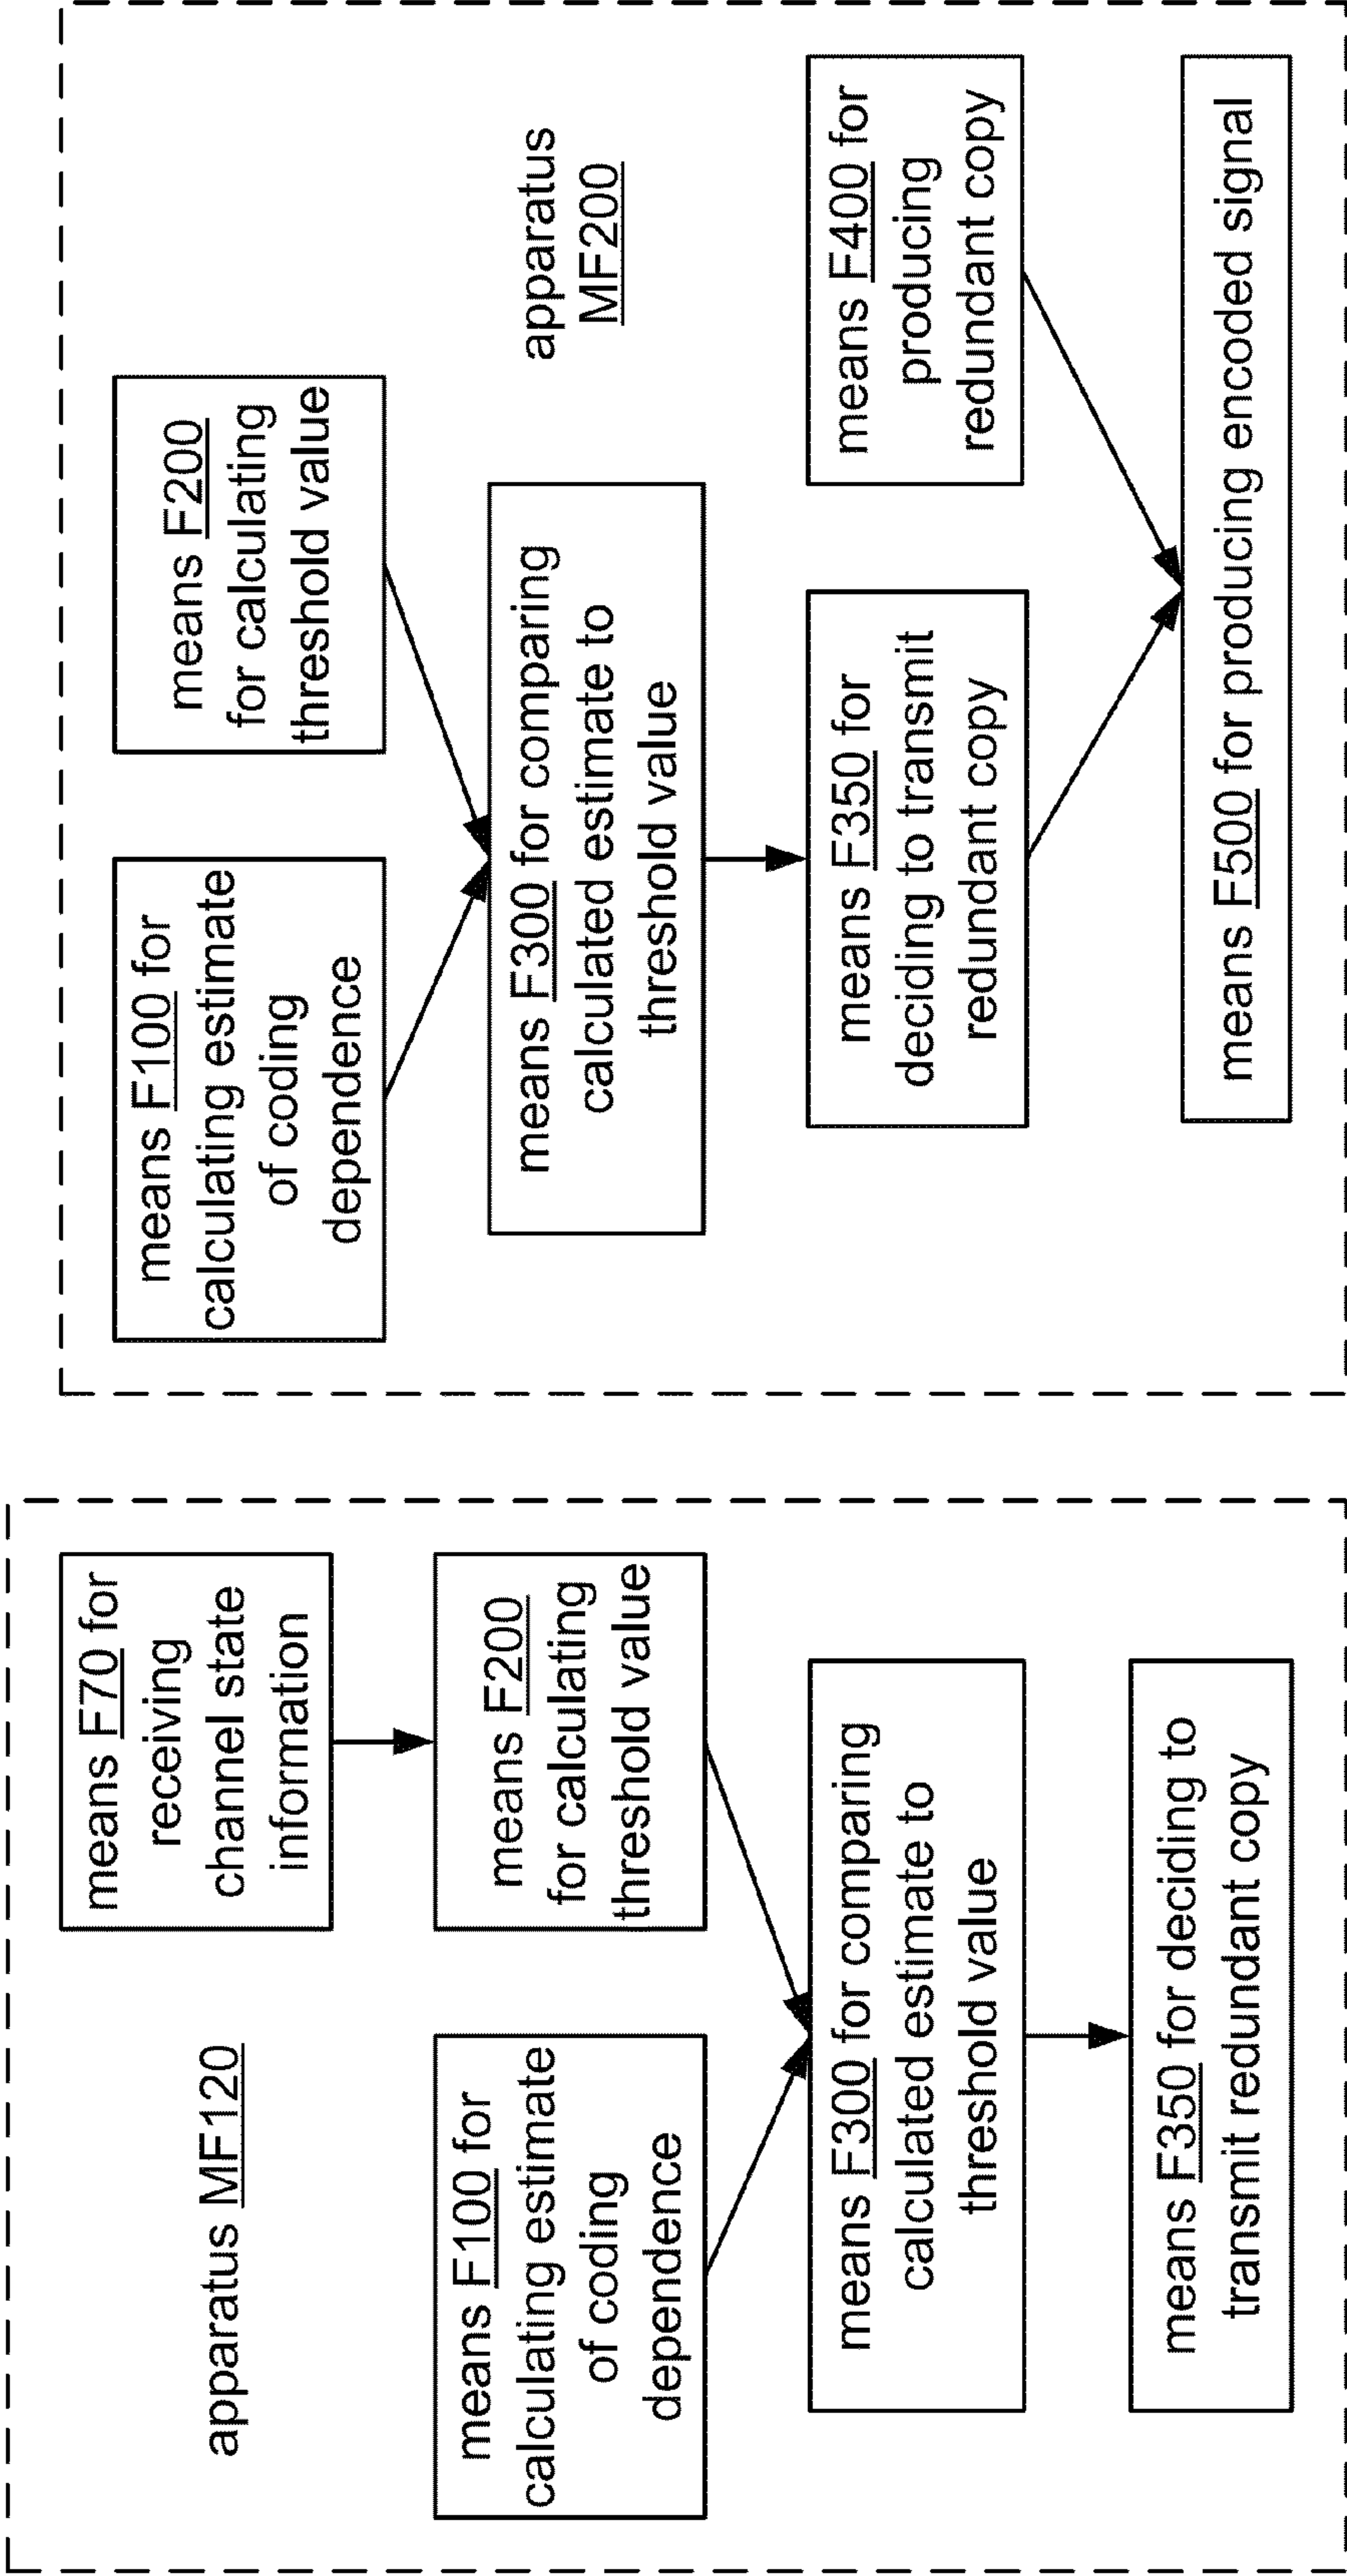 apparatus MF120
means F70 for
receiving
channel state
information
means F100 for
calculating estimate
of coding
dependence
means F200
for calculating
threshold value
means F300 for comparing
calculated estimate to
threshold value
means F350 for deciding to
transmit redundant copy
means F100 for
calculating estimate
of coding
dependence
means F200
for calculating
threshold value
means F300 for comparing
calculated estimate to
threshold value
apparatus
MF200
means F350 for
deciding to transmit
redundant copy
means F400 for
producing
redundant copy
means F500 for producing encoded signal